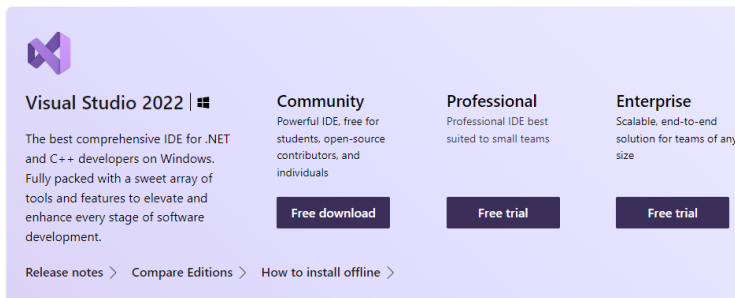 Visual Studio 2022
The best comprehensive IDE for .NET
and C++ developers on Windows.
Fully packed with a sweet array of
tools and features to elevate and
enhance every stage of software
development.
Community
Powerful IDE, free for
students, open-source
contributors, and
individuals
Free download
Professional
Professional IDE best
suited to small teams
Free trial
Enterprise
Scalable, end-to-end
solution for teams of any
size
Free trial
Release notes
Compare Editions
How to install offline